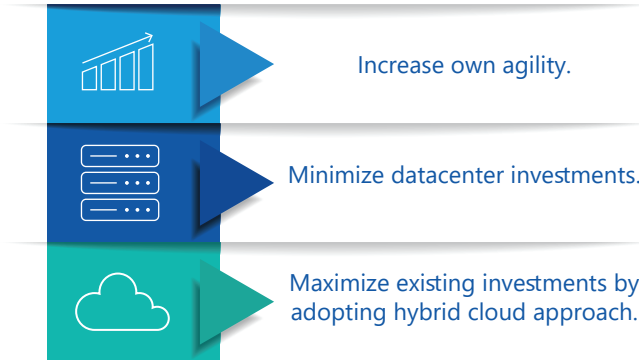 Increase own agility.
Minimize datacenter investments.
Maximize existing investments by
adopting hybrid cloud approach.